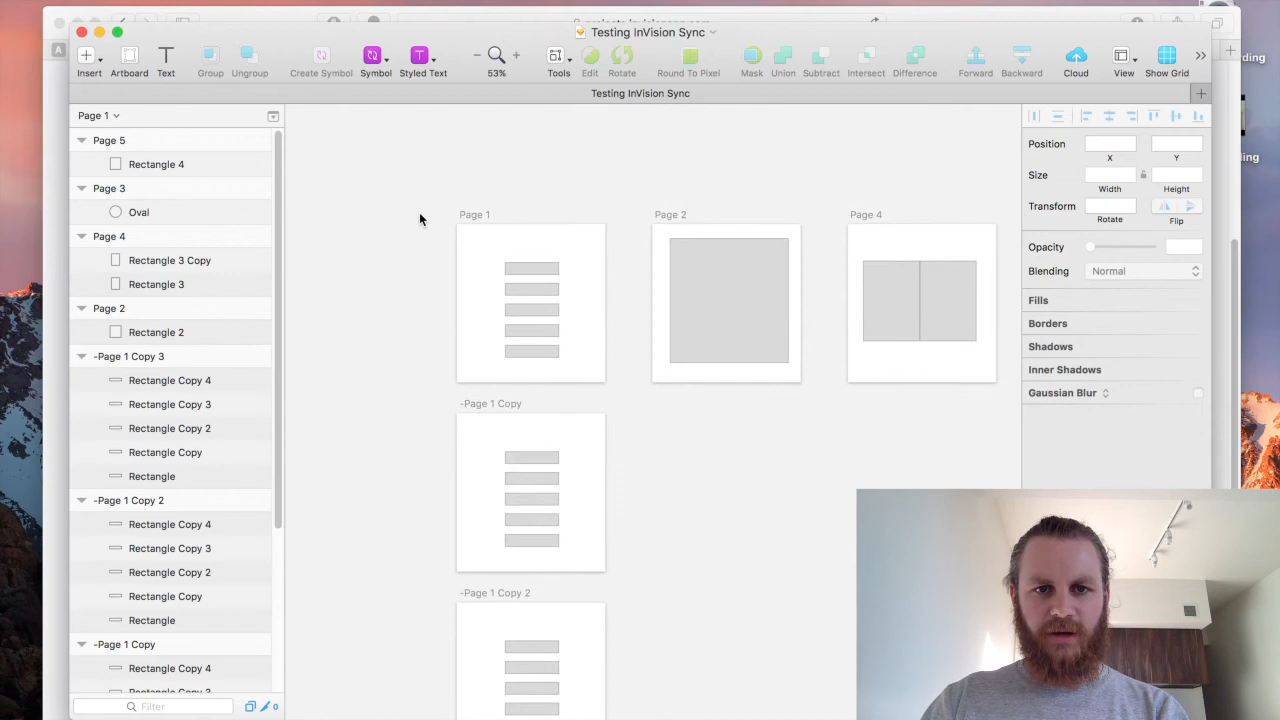 Testing InVision Sync
Insert
Artboard
Text
Group
Ungroup
Create Symbol
Symbol
Styled Text
53%
Tools
Edit
Rotate
Round To Pixel
Mask
Union
Subtract
Intersect
Difference
Forward
Backward
Cloud
View
Show Grid
ding
Testing InVision Sync
Page 1
Page 5
Rectangle 4
Page 3
Oval
Page 4
Rectangle 3 Copy
Rectangle 3
Page 2
Rectangle 2
-Page 1 Copy 3
Rectangle Copy 4
Rectangle Copy 3
Rectangle Copy 2
Rectangle Copy
Rectangle
-Page 1 Copy 2
Rectangle Copy 4
Rectangle Copy 3
Rectangle Copy 2
Rectangle Copy
Rectangle
-Page 1 Copy
Rectangle Copy 4
Rectangle Copy 3
Filter
0
Page 1
Page 2
Page 4
-Page 1 Copy
-Page 1 Copy 2
Position
X
Y
Size
Width
Height
Transform
Rotate
Flip
Opacity
Blending
Normal
Fills
Borders
Shadows
Inner Shadows
Gaussian Blur
ding
A
T